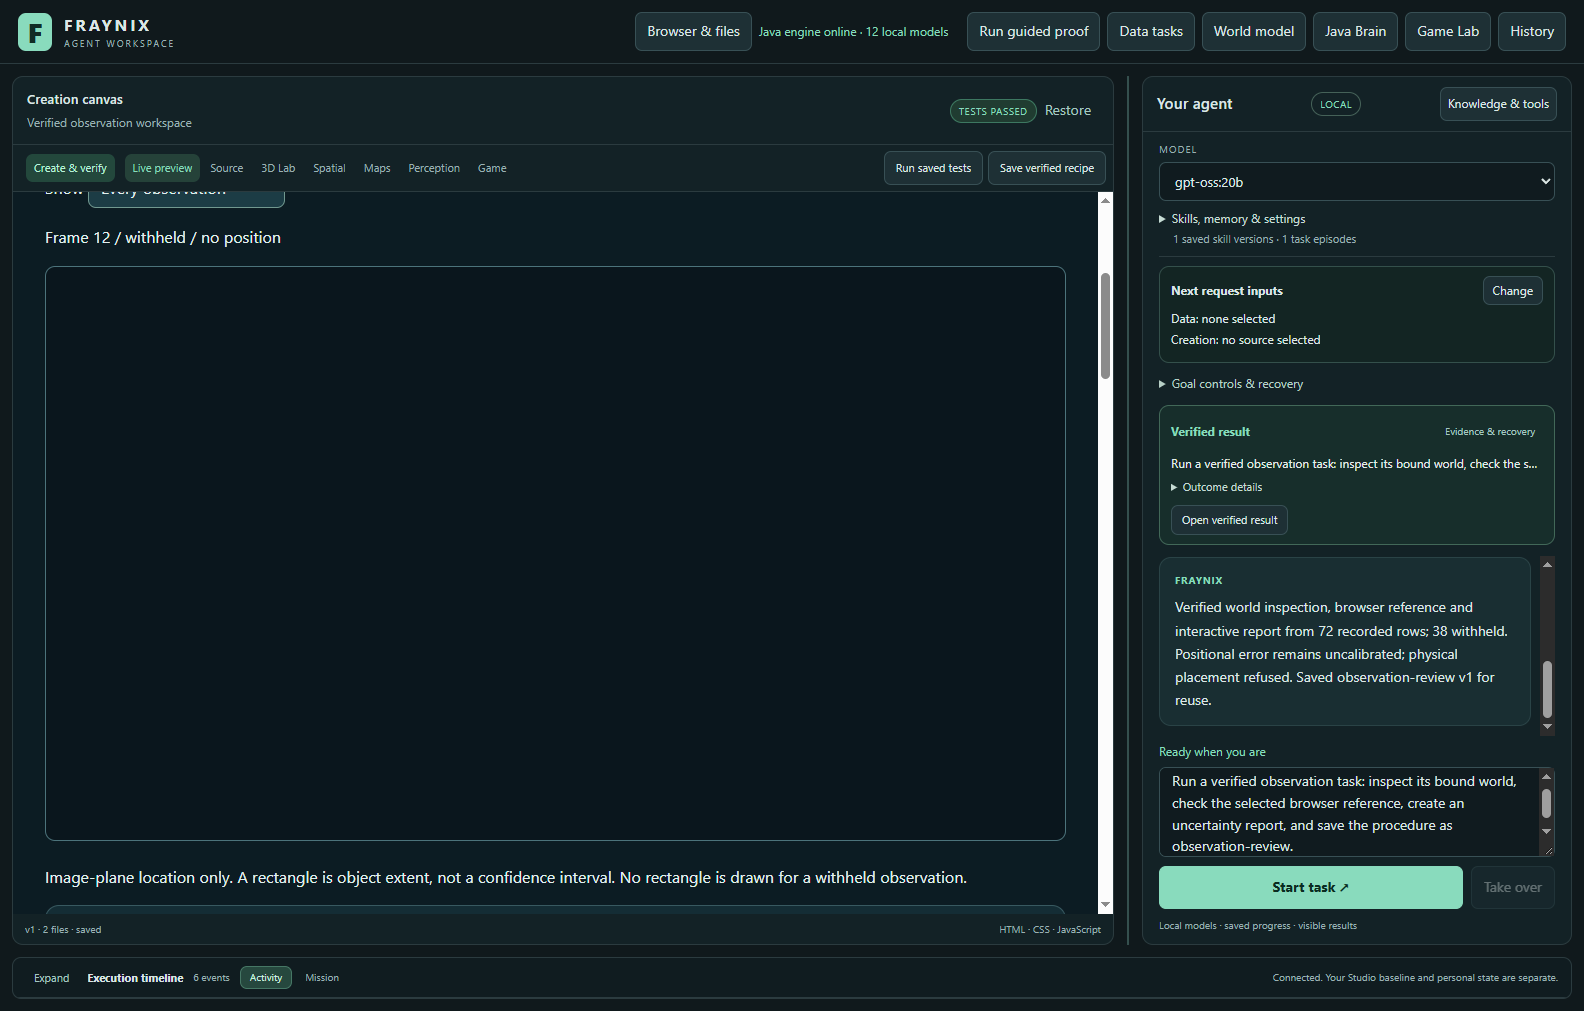 F
FRAYNIX
AGENT WORKSPACE
Browser & files
Java engine online · 12 local models
Run guided proof
Data tasks
World model
Java Brain
Game Lab
History
Creation canvas
Verified observation workspace
TESTS PASSED
Restore
Create & verify
Live preview
Source
3D Lab
Spatial
Maps
Perception
Game
Run saved tests
Save verified recipe
Show
Every observation
Frame 12 / withheld / no position
Image-plane location only. A rectangle is object extent, not a confidence interval. No rectangle is drawn for a withheld observation.
v1 · 2 files · saved
HTML · CSS · JavaScript
Your agent
LOCAL
Knowledge & tools
MODEL
gpt-oss:20b
Skills, memory & settings
1 saved skill versions · 1 task episodes
Next request inputs
Change
Data: none selected
Creation: no source selected
Goal controls & recovery
Verified result
Evidence & recovery
Run a verified observation task: inspect its bound world, check the s...
Outcome details
Open verified result
FRAYNIX
Verified world inspection, browser reference and
interactive report from 72 recorded rows; 38 withheld.
Positional error remains uncalibrated; physical
placement refused. Saved observation-review v1 for
reuse.
Ready when you are
Run a verified observation task: inspect its bound world,
check the selected browser reference, create an
uncertainty report, and save the procedure as
observation-review.
Start task ↗
Take over
Local models · saved progress · visible results
Expand
Execution timeline
6 events
Activity
Mission
Connected. Your Studio baseline and personal state are separate.